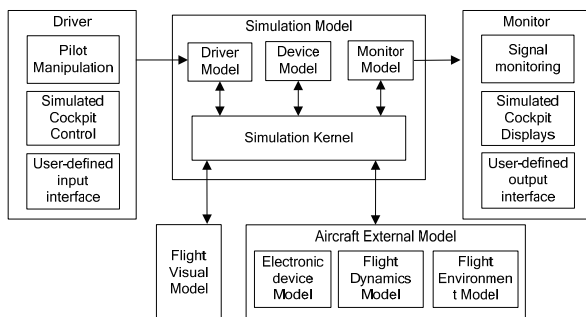 Driver
Pilot
Manipulation
Simulated
Cockpit
Control
User-defined
input
interface
Simulation Model
Driver
Model
Device
Model
Monitor
Model
Simulation Kernel
Monitor
Signal
monitoring
Simulated
Cockpit
Displays
User-defined
output
interface
Flight
Visual
Model
Aircraft External Model
Electronic
device Model
Flight
Dynamics
Model
Flight
Environmen
t Model